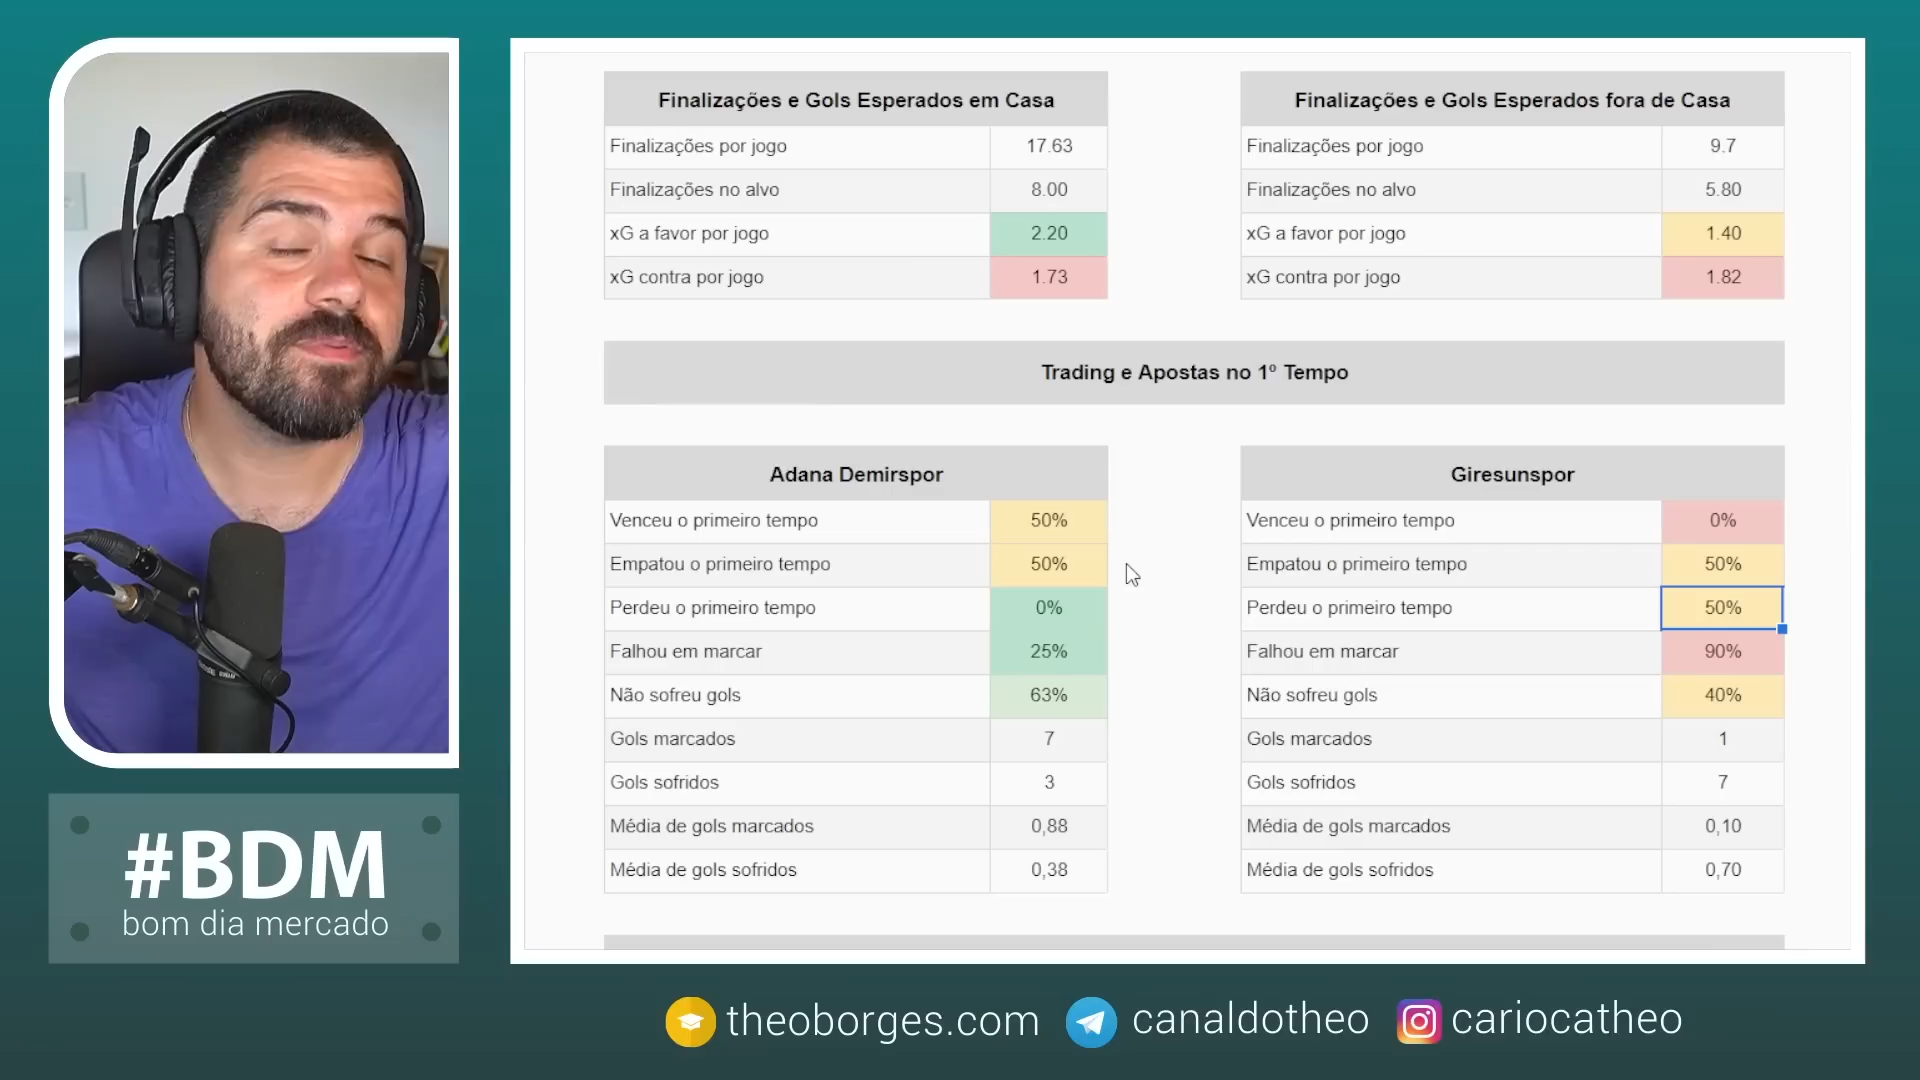 Finalizações e Gols Esperados em Casa
Finalizações por jogo 17.63
Finalizações no alvo 8.00
xG a favor por jogo 2.20
xG contra por jogo 1.73
Finalizações e Gols Esperados fora de Casa
Finalizações por jogo 9.7
Finalizações no alvo 5.80
xG a favor por jogo 1.40
xG contra por jogo 1.82
Trading e Apostas no 1º Tempo
Adana Demirspor
Venceu o primeiro tempo 50%
Empatou o primeiro tempo 50%
Perdeu o primeiro tempo 0%
Falhou em marcar 25%
Não sofreu gols 63%
Gols marcados 7
Gols sofridos 3
Média de gols marcados 0,88
Média de gols sofridos 0,38
Giresunspor
Venceu o primeiro tempo 0%
Empatou o primeiro tempo 50%
Perdeu o primeiro tempo 50%
Falhou em marcar 90%
Não sofreu gols 40%
Gols marcados 1
Gols sofridos 7
Média de gols marcados 0,10
Média de gols sofridos 0,70
#BDM
bom dia mercado
theoborges.com
canaldotheo
cariocatheo